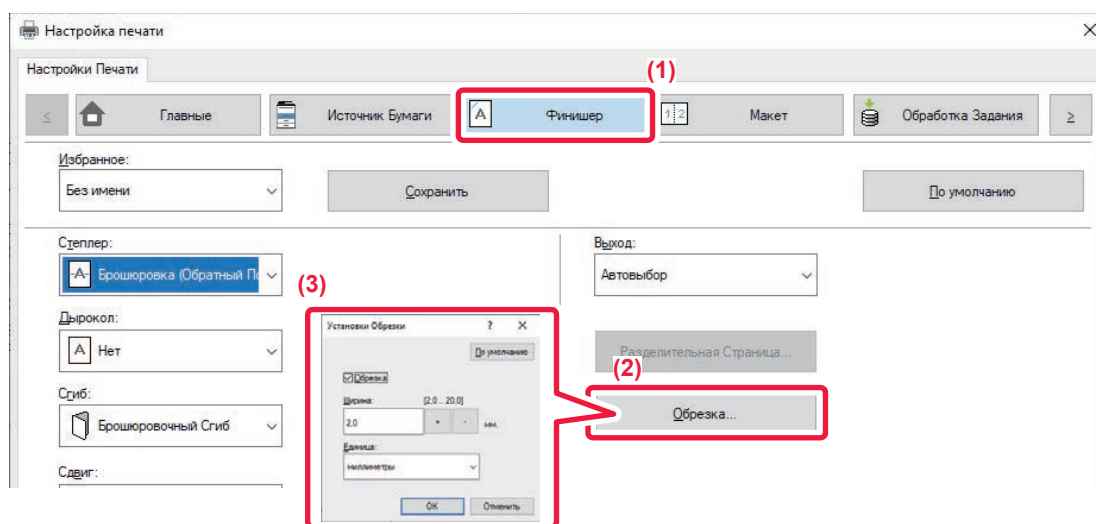 Настройка печати
Настройки Печати
(1)
Главные
Источник Бумаги
Финишер
Макет
Обработка Задания
Избранное:
Без имени
Сохранить
По умолчанию
Степлер:
Выход:
Брошюровка (Обратный По
Автовыбор
(3)
Дырокол:
Установки Обрезки
Нет
По умолчанию
Разделительная Страница...
(2)
Обрезка
Сгиб:
Ширина: [2,0 .. 20,0]
Обрезка...
Брошюровочный Сгиб
2,0 + - мм.
Единица:
миллиметры
Сдвиг:
OK Отменить